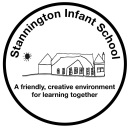 Stannington Infant School
A friendly, creative environment
for learning together